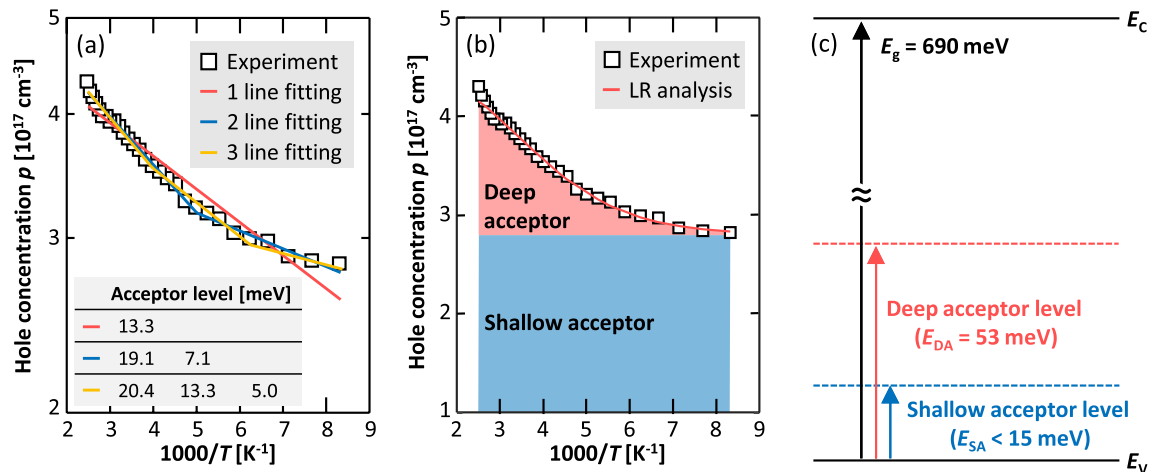 (a)
Experiment
1 line fitting
2 line fitting
3 line fitting
Hole concentration p [10¹⁷ cm⁻³]
5
4
3
2
Acceptor level [meV]
13.3
19.1 7.1
20.4 13.3 5.0
2 3 4 5 6 7 8 9
1000/T [K⁻¹]
(b)
Experiment
LR analysis
Hole concentration p [10¹⁷ cm⁻³]
5
4
3
2
1
Deep
acceptor
Shallow acceptor
2 3 4 5 6 7 8 9
1000/T [K⁻¹]
(c)
E_C
E_g = 690 meV
≈
Deep acceptor level
(E_DA = 53 meV)
Shallow acceptor level
(E_SA < 15 meV)
E_V